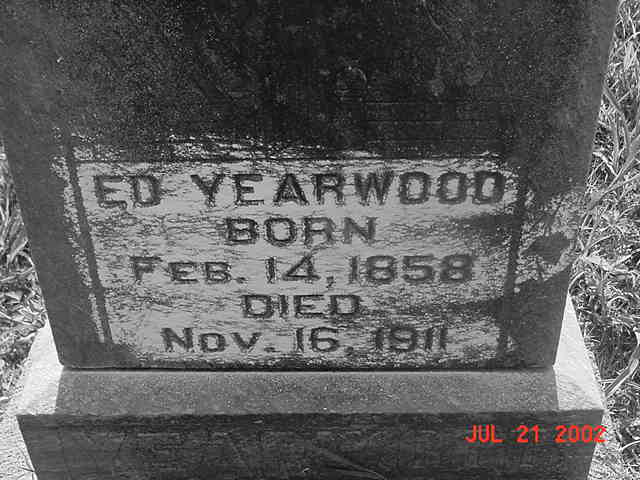 ED YEARWOOD
BORN
FEB. 14, 1858
DIED
NOV. 16, 1911
JUL 21 2002